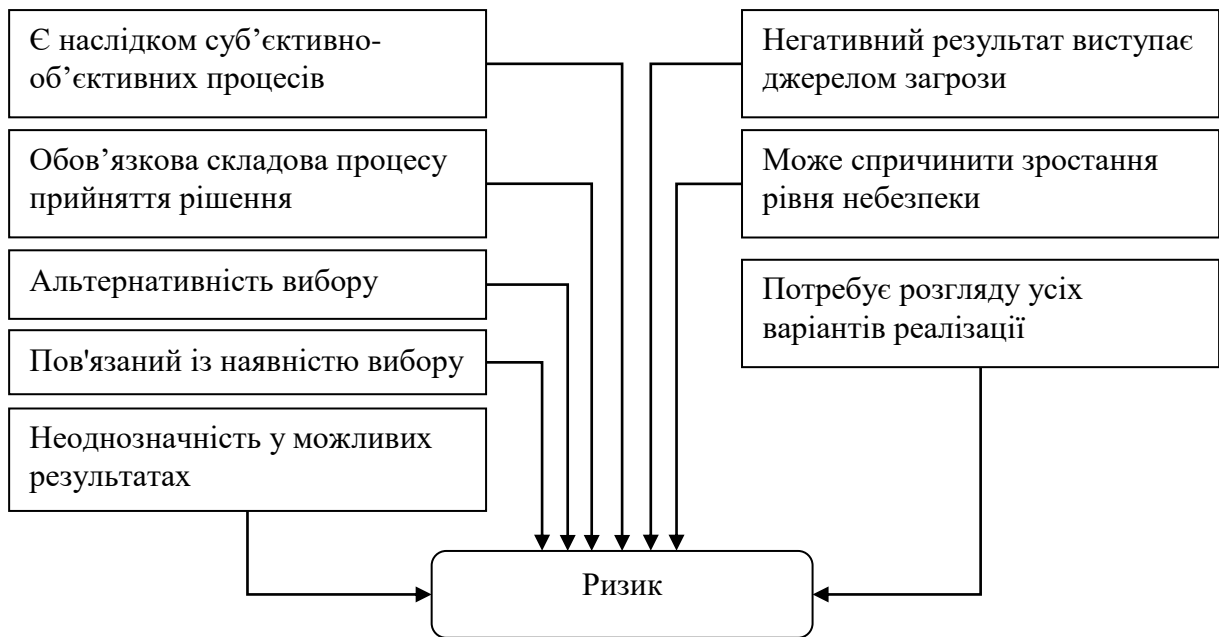 Є наслідком суб’єктивно-
об’єктивних процесів
Обов’язкова складова процесу
прийняття рішення
Альтернативність вибору
Пов'язаний із наявністю вибору
Неоднозначність у можливих
результатах
Негативний результат виступає
джерелом загрози
Може спричинити зростання
рівня небезпеки
Потребує розгляду усіх
варіантів реалізації
Ризик